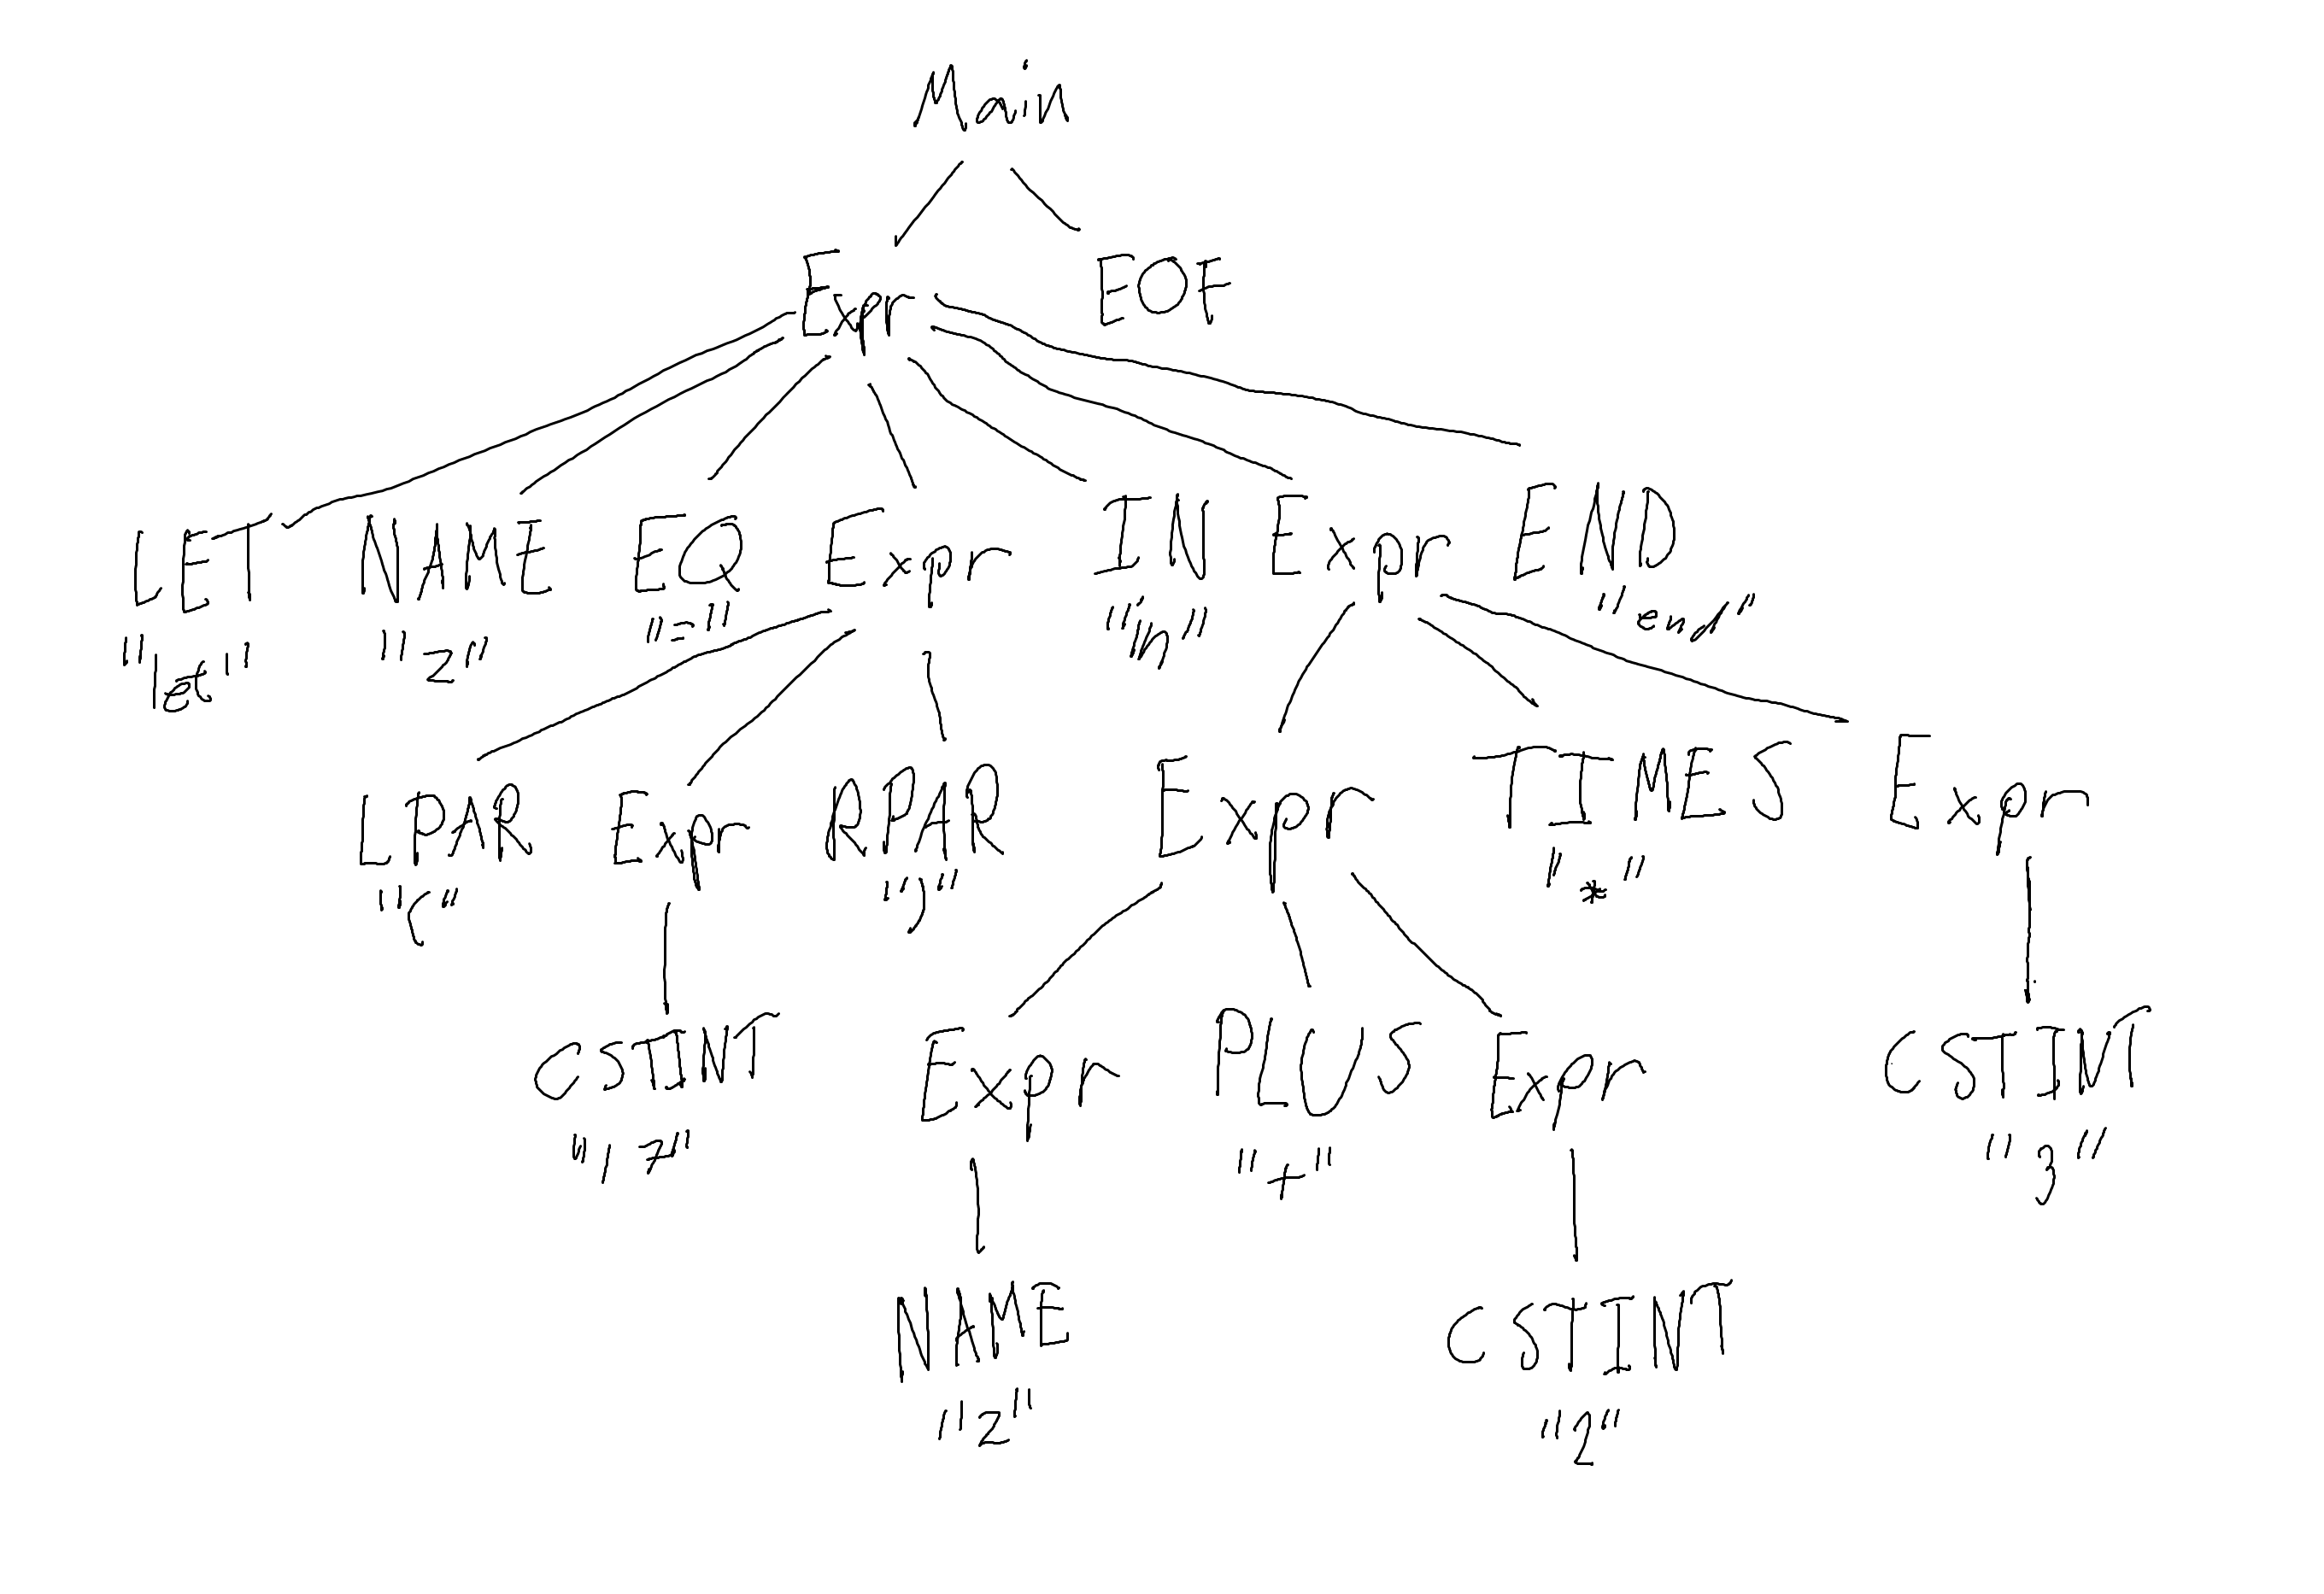 Main
Expr EOF
LET NAME EQ Expr IN Expr END
"let" "z" "=" "in" "end"
LPAR Expr RPAR Expr TIMES Expr
"(" ")" "*"
CSTINT Expr PLUS Expr CSTINT
"17" "+" "3"
NAME CSTINT
"z" "2"